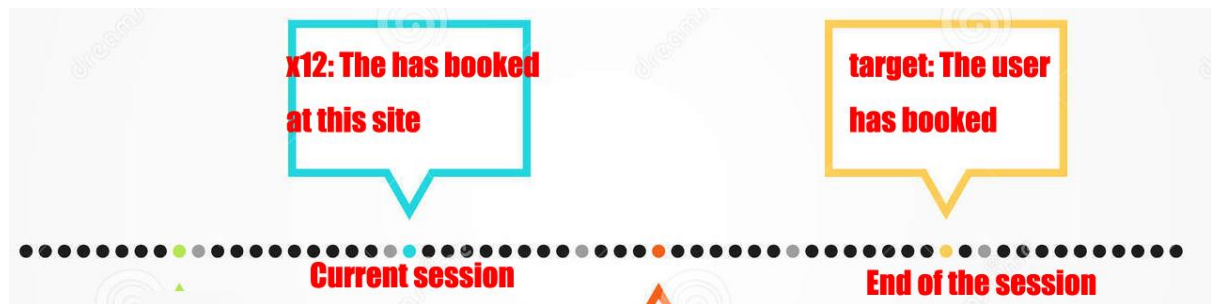 x12: The has booked
at this site
target: The user
has booked
Current session
End of the session